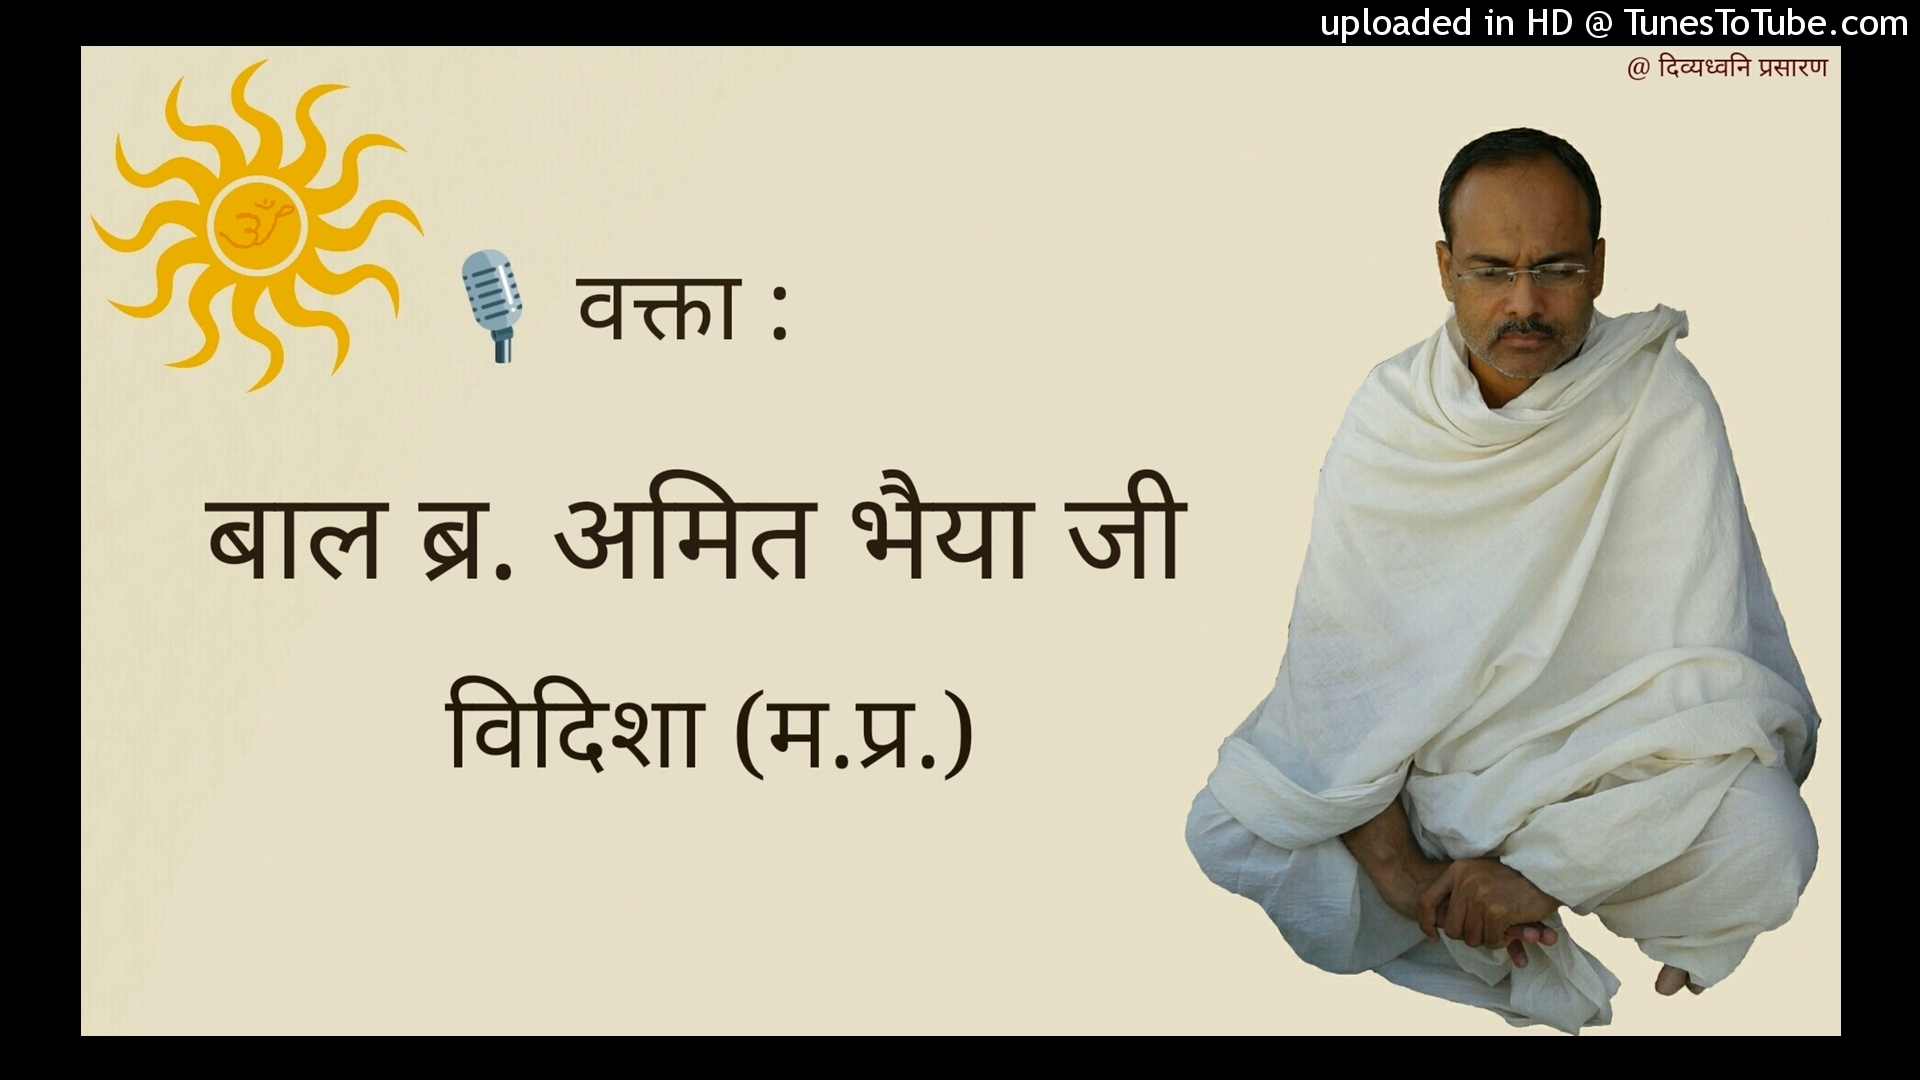 uploaded in HD @ TunesToTube.com
@ दिव्यध्वनि प्रसारण
ॐ
वक्ता :
बाल ब्र. अमित भैया जी
विदिशा (म.प्र.)